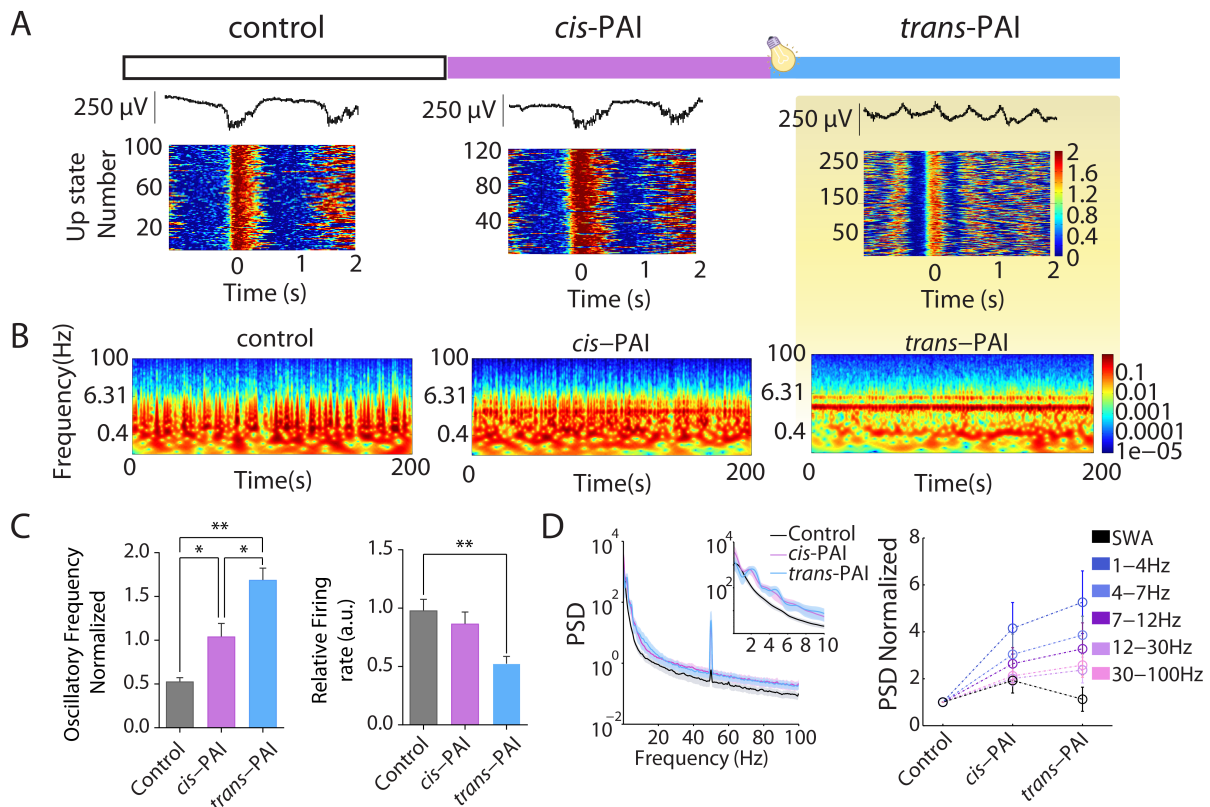 A
control
cis-PAI
trans-PAI
250 μV
250 μV
250 μV
Up state
Number
100
60
20
0 1 2
Time (s)
120
80
40
0 1 2
Time (s)
250
150
50
0 1 2
Time (s)
2
1.6
1.2
0.8
0.4
0
B
control
cis–PAI
trans–PAI
Frequency(Hz)
100
6.31
0.4
0 200
Time(s)
100
6.31
0.4
0 200
Time(s)
100
6.31
0.4
0 200
Time(s)
0.1
0.01
0.001
0.0001
1e–05
C
Oscillatory Frequency
Normalized
2.0
1.5
1.0
0.5
0.0
**
* *
Control
cis–PAI
trans–PAI
Relative Firing
rate (a.u.)
1.5
1.0
0.5
0.0
**
Control
cis–PAI
trans–PAI
D
PSD
10^4
10^2
10^0
10^–2
20 40 60 80 100
Frequency (Hz)
10^4
10^2
10^0
2 4 6 8 10
Control
cis-PAI
trans-PAI
PSD Normalized
8
6
4
2
0
Control
cis–PAI
trans–PAI
SWA
1–4Hz
4–7Hz
7–12Hz
12–30Hz
30–100Hz